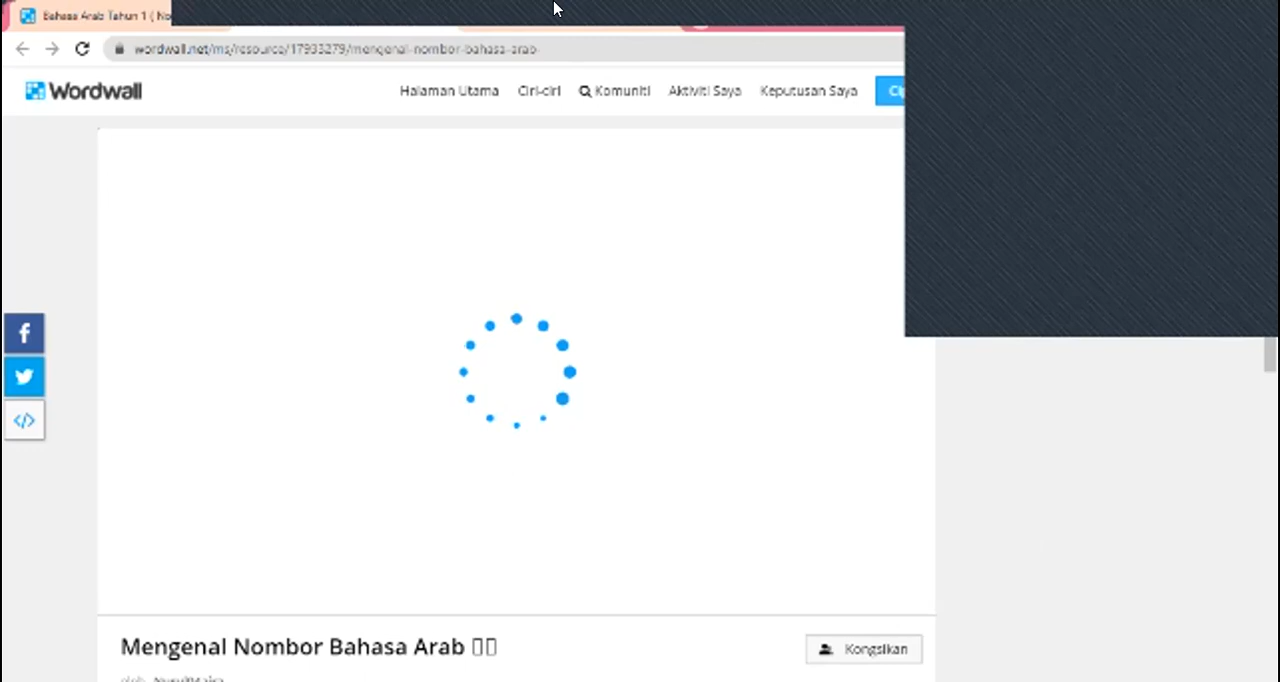 Bahasa Arab Tahun 1 ( No
wordwall.net/ms/resource/17933279/mengenal-nombor-bahasa-arab
Wordwall
Halaman Utama Ciri-ciri Komuniti Aktiviti Saya Keputusan Saya
f
</>
Mengenal Nombor Bahasa Arab
Kongsikan
oleh